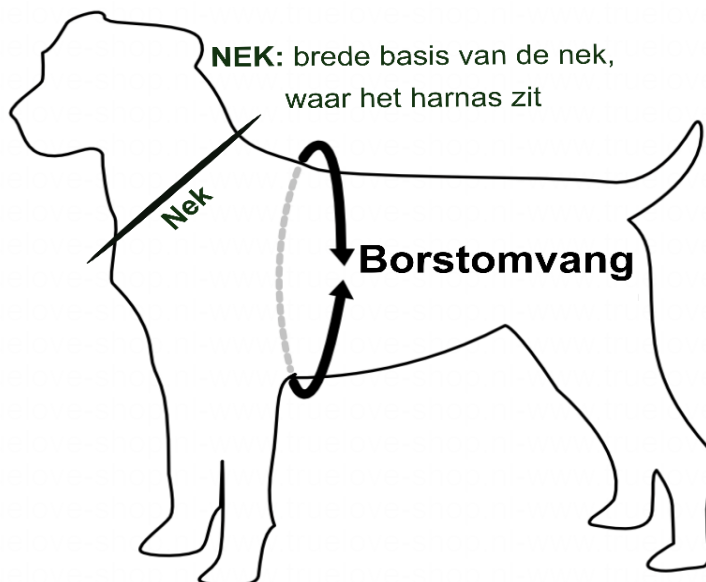 NEK: brede basis van de nek,
waar het harnas zit
Nek
Borstomvang